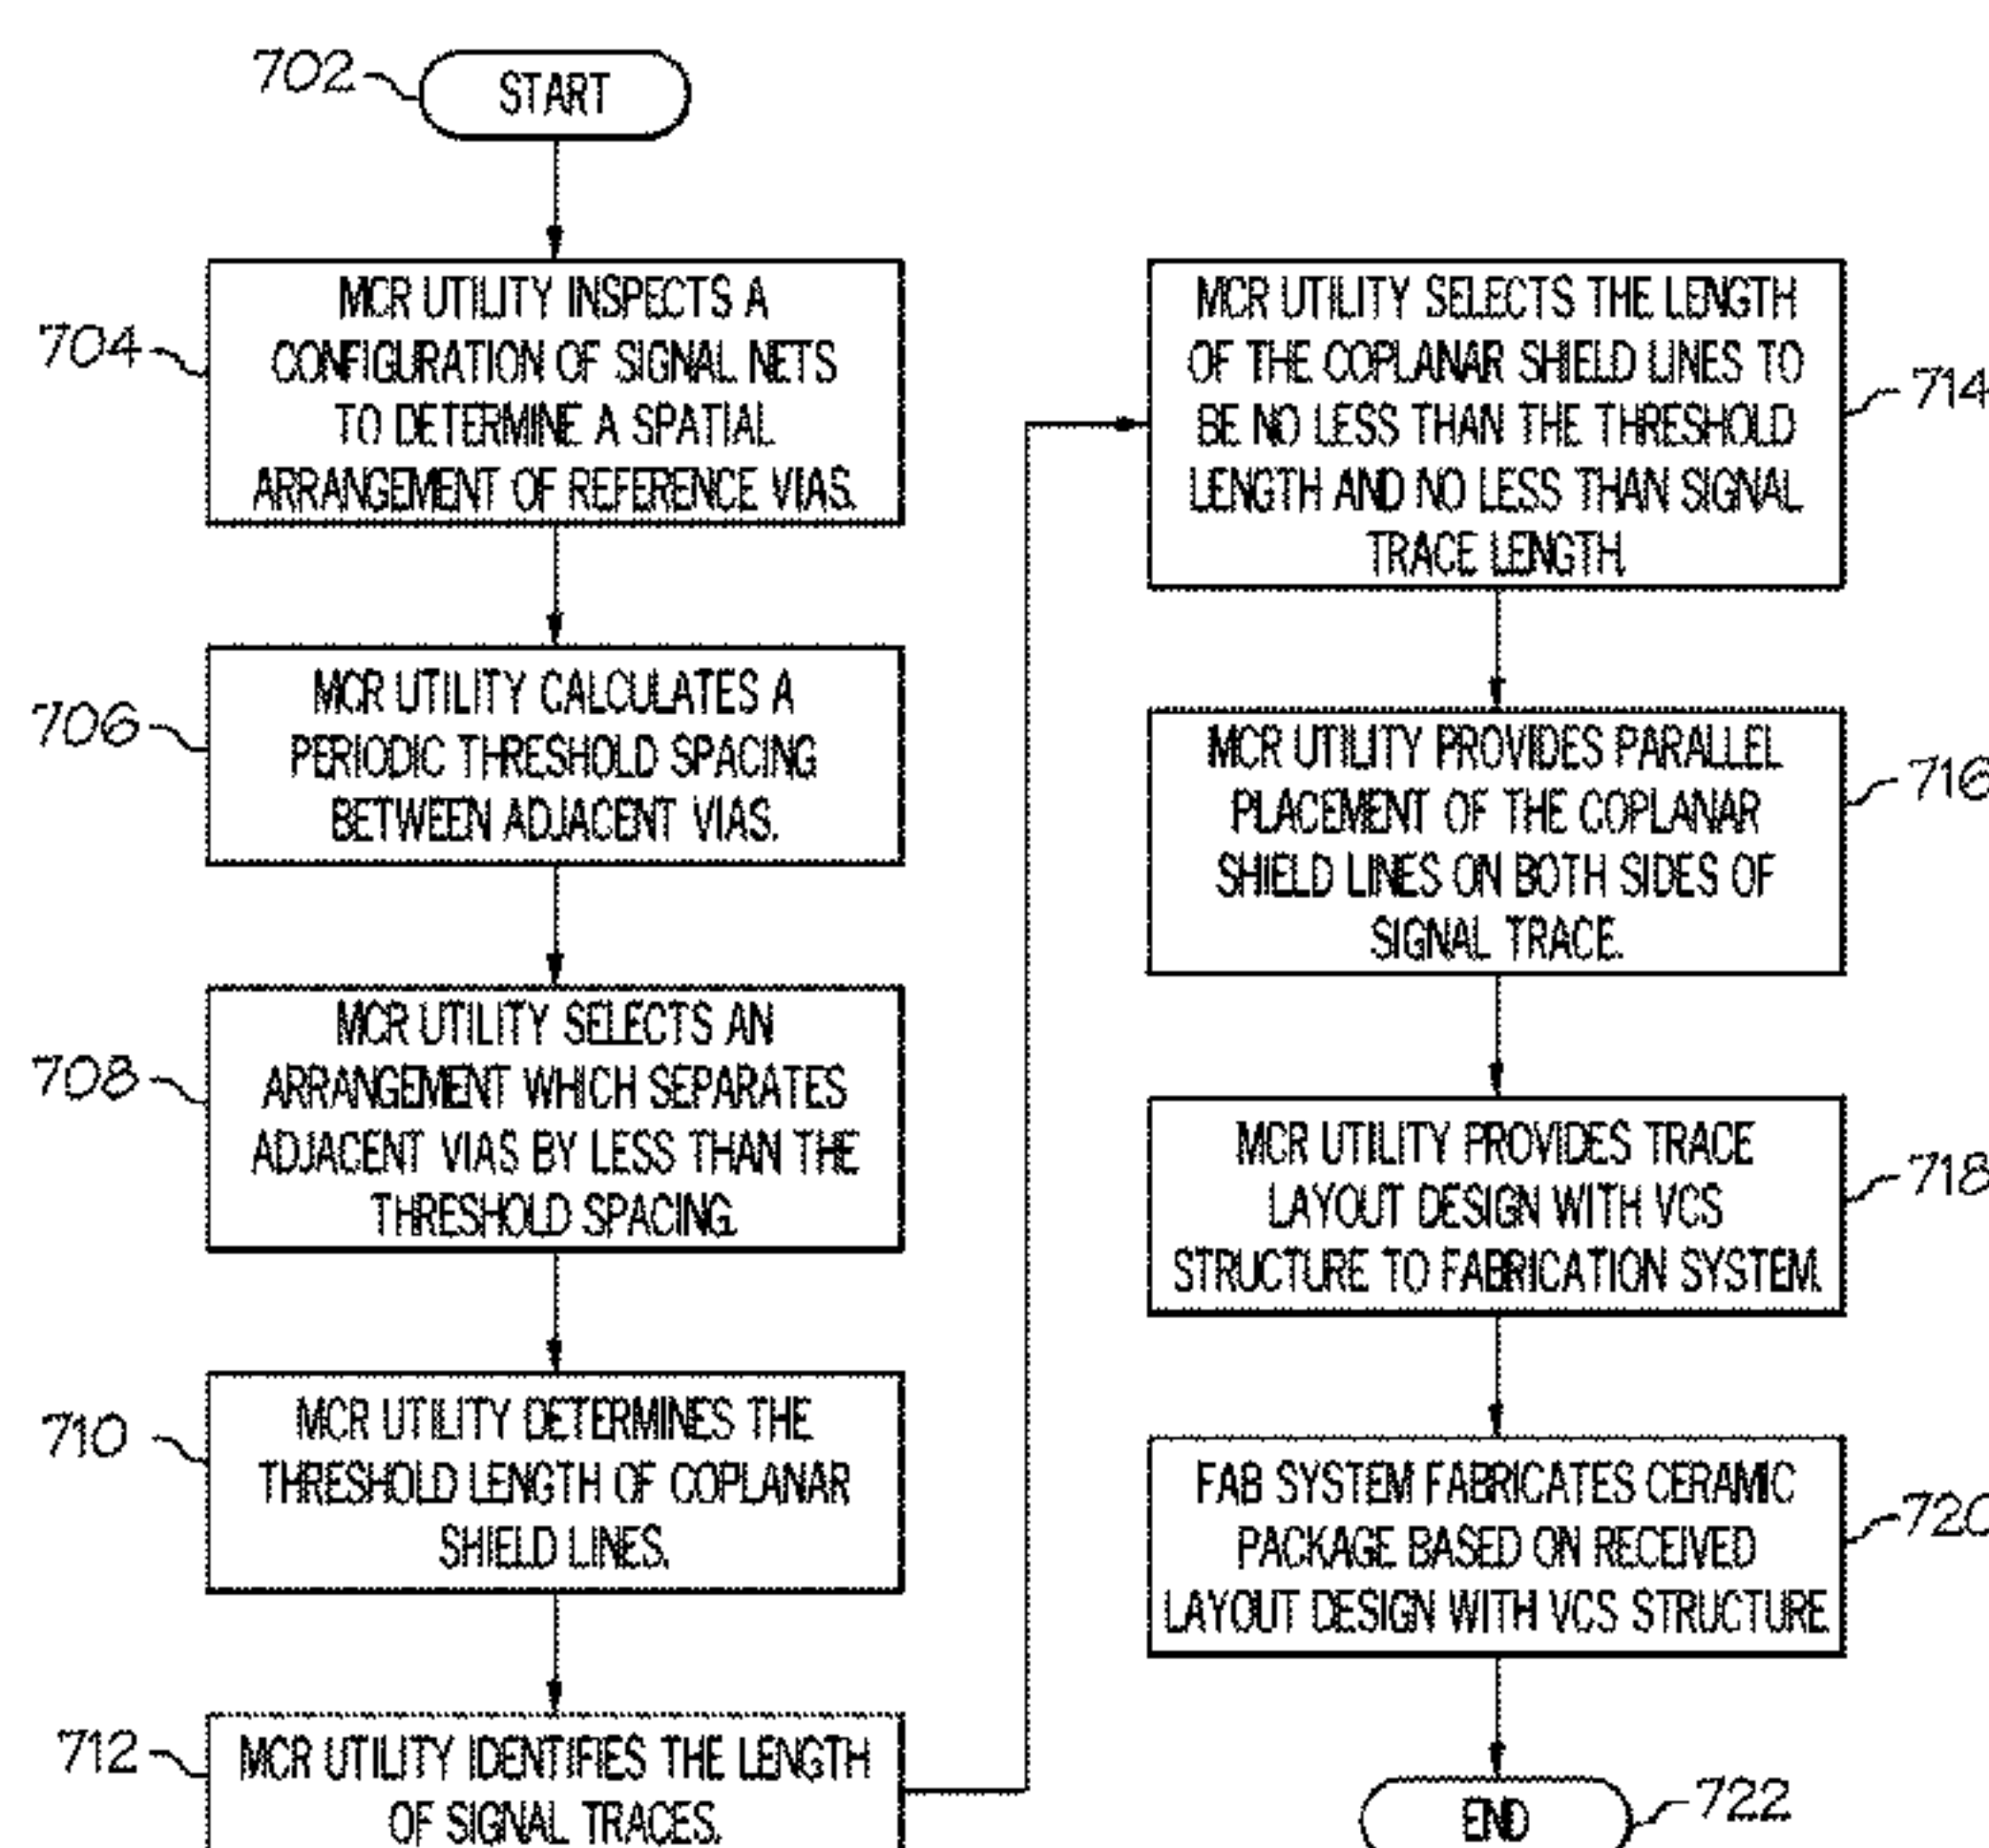 702
START
704
MCR UTILITY INSPECTS A
CONFIGURATION OF SIGNAL NETS
TO DETERMINE A SPATIAL
ARRANGEMENT OF REFERENCE VIAS.
706
MCR UTILITY CALCULATES A
PERIODIC THRESHOLD SPACING
BETWEEN ADJACENT VIAS.
708
MCR UTILITY SELECTS AN
ARRANGEMENT WHICH SEPARATES
ADJACENT VIAS BY LESS THAN THE
THRESHOLD SPACING.
710
MCR UTILITY DETERMINES THE
THRESHOLD LENGTH OF COPLANAR
SHIELD LINES.
712
MCR UTILITY IDENTIFIES THE LENGTH
OF SIGNAL TRACES.
MCR UTILITY SELECTS THE LENGTH
OF THE COPLANAR SHIELD LINES TO
BE NO LESS THAN THE THRESHOLD
LENGTH AND NO LESS THAN SIGNAL
TRACE LENGTH.
714
MCR UTILITY PROVIDES PARALLEL
PLACEMENT OF THE COPLANAR
SHIELD LINES ON BOTH SIDES OF
SIGNAL TRACE.
716
MCR UTILITY PROVIDES TRACE
LAYOUT DESIGN WITH VCS
STRUCTURE TO FABRICATION SYSTEM.
718
FAB SYSTEM FABRICATES CERAMIC
PACKAGE BASED ON RECEIVED
LAYOUT DESIGN WITH VCS STRUCTURE
720
END
722